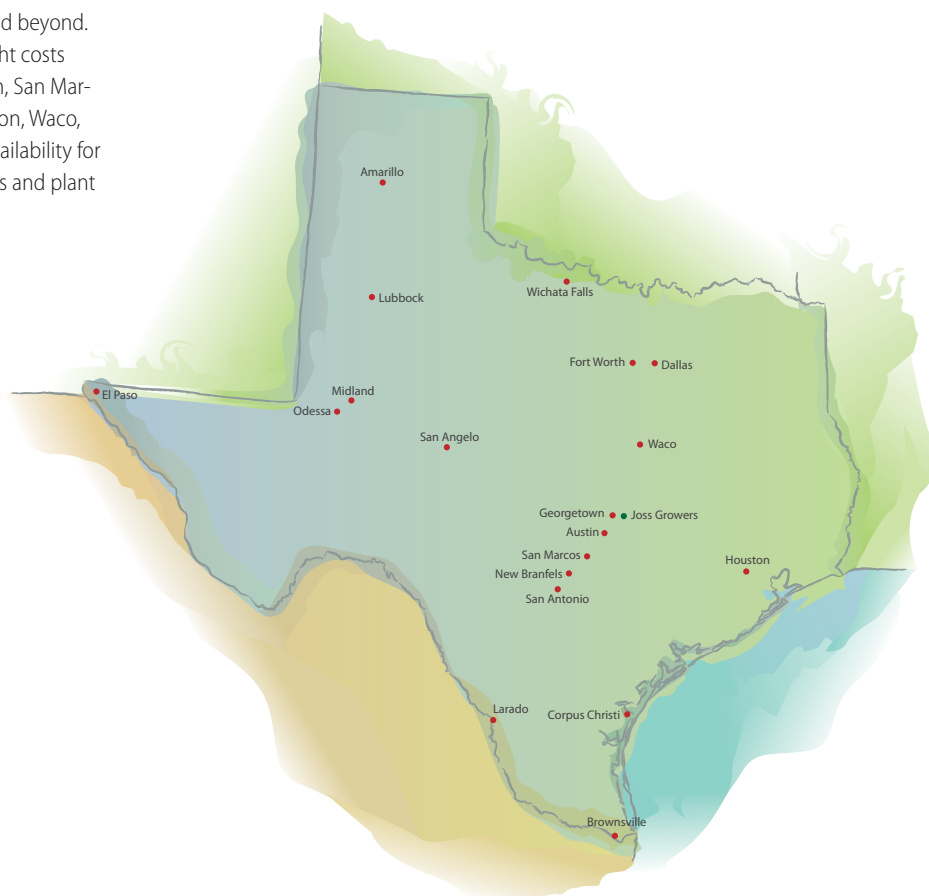 d beyond.
ht costs
, San Mar-
on, Waco,
ailability for
s and plant
Amarillo
Wichata Falls
Lubbock
Fort Worth
Dallas
El Paso
Midland
Odessa
San Angelo
Waco
Georgetown
Joss Growers
Austin
San Marcos
Houston
New Branfels
San Antonio
Larado
Corpus Christi
Brownsville